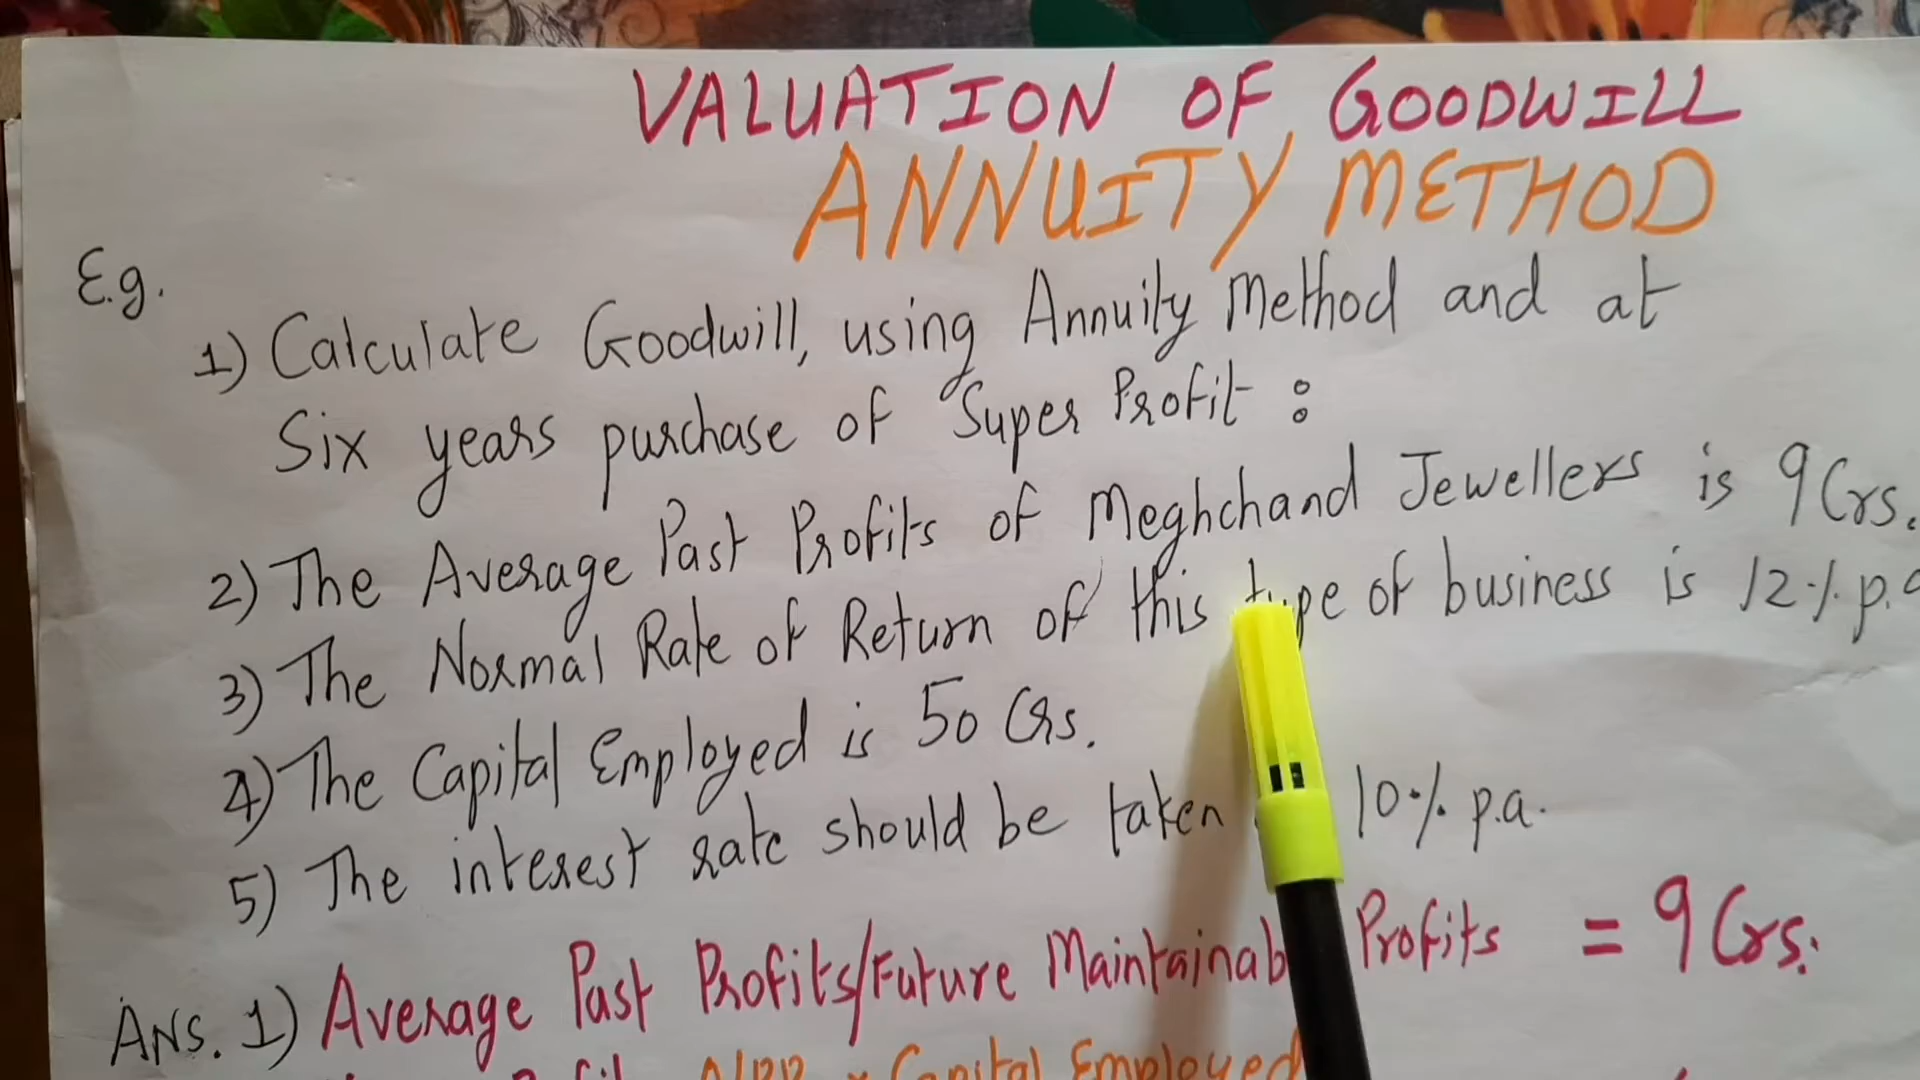 VALUATION OF GOODWILL
ANNUITY METHOD
E.g.
1) Calculate Goodwill, using Annuity Method and at
Six years purchase of Super Profit :
2) The Average Past Profits of Meghchand Jewellers is 9 Crs.
3) The Normal Rate of Return of this type of business is 12% p.a
4) The Capital Employed is 50 Crs.
5) The interest rate should be taken 10% p.a.
Ans. 1) Average Past Profits/Future Maintainab Profits = 9 Crs.
x Capital Employed